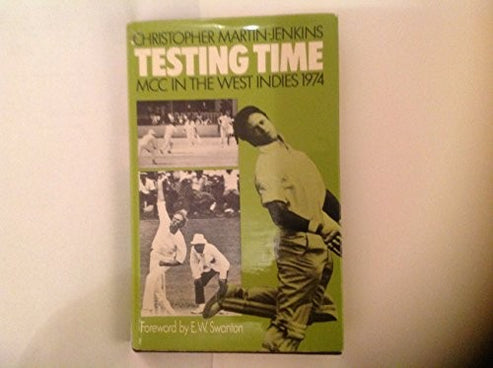 CHRISTOPHER MARTIN-JENKINS
TESTING TIME
MCC IN THE WEST INDIES 1974
Foreword by E.W. Swanton